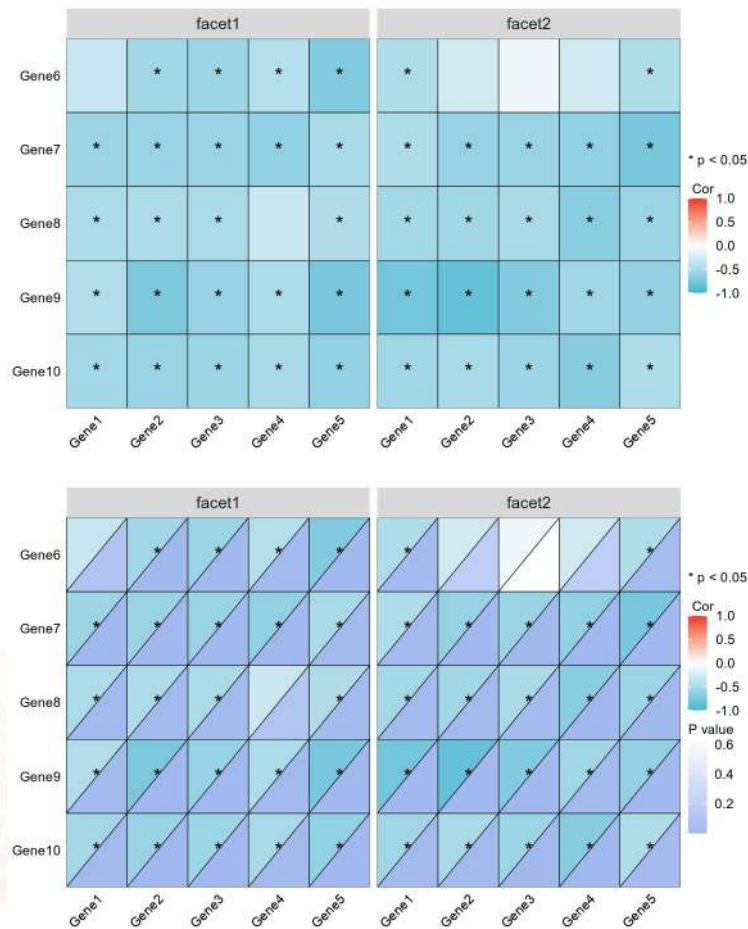 facet1 facet2
Gene6 * * * * * *
Gene7 * * * * * * * * * *
Gene8 * * * * * * * * *
Gene9 * * * * * * * * * *
Gene10 * * * * * * * * * *
Gene1 Gene2 Gene3 Gene4 Gene5 Gene1 Gene2 Gene3 Gene4 Gene5
* p < 0.05
Cor
1.0
0.5
0.0
-0.5
-1.0
facet1 facet2
Gene6 * * * * * *
Gene7 * * * * * * * * * *
Gene8 * * * * * * * * *
Gene9 * * * * * * * * * *
Gene10 * * * * * * * * * *
Gene1 Gene2 Gene3 Gene4 Gene5 Gene1 Gene2 Gene3 Gene4 Gene5
* p < 0.05
Cor
1.0
0.5
0.0
-0.5
-1.0
P value
0.6
0.4
0.2